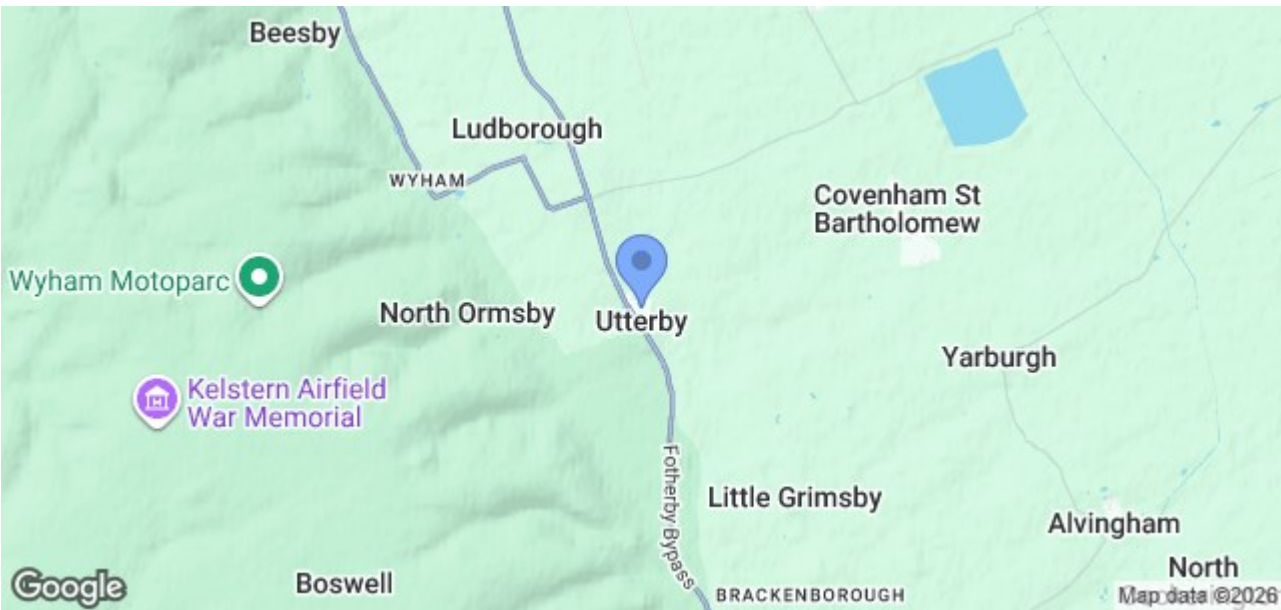 Beesby
Ludborough
WYHAM
Covenham St
Bartholomew
Wyham Motoparc
North Ormsby
Utterby
Yarburgh
Kelstern Airfield
War Memorial
Fotherby Bypass
Little Grimsby
Alvingham
North
Boswell
BRACKENBOROUGH
Google
Map data ©2026